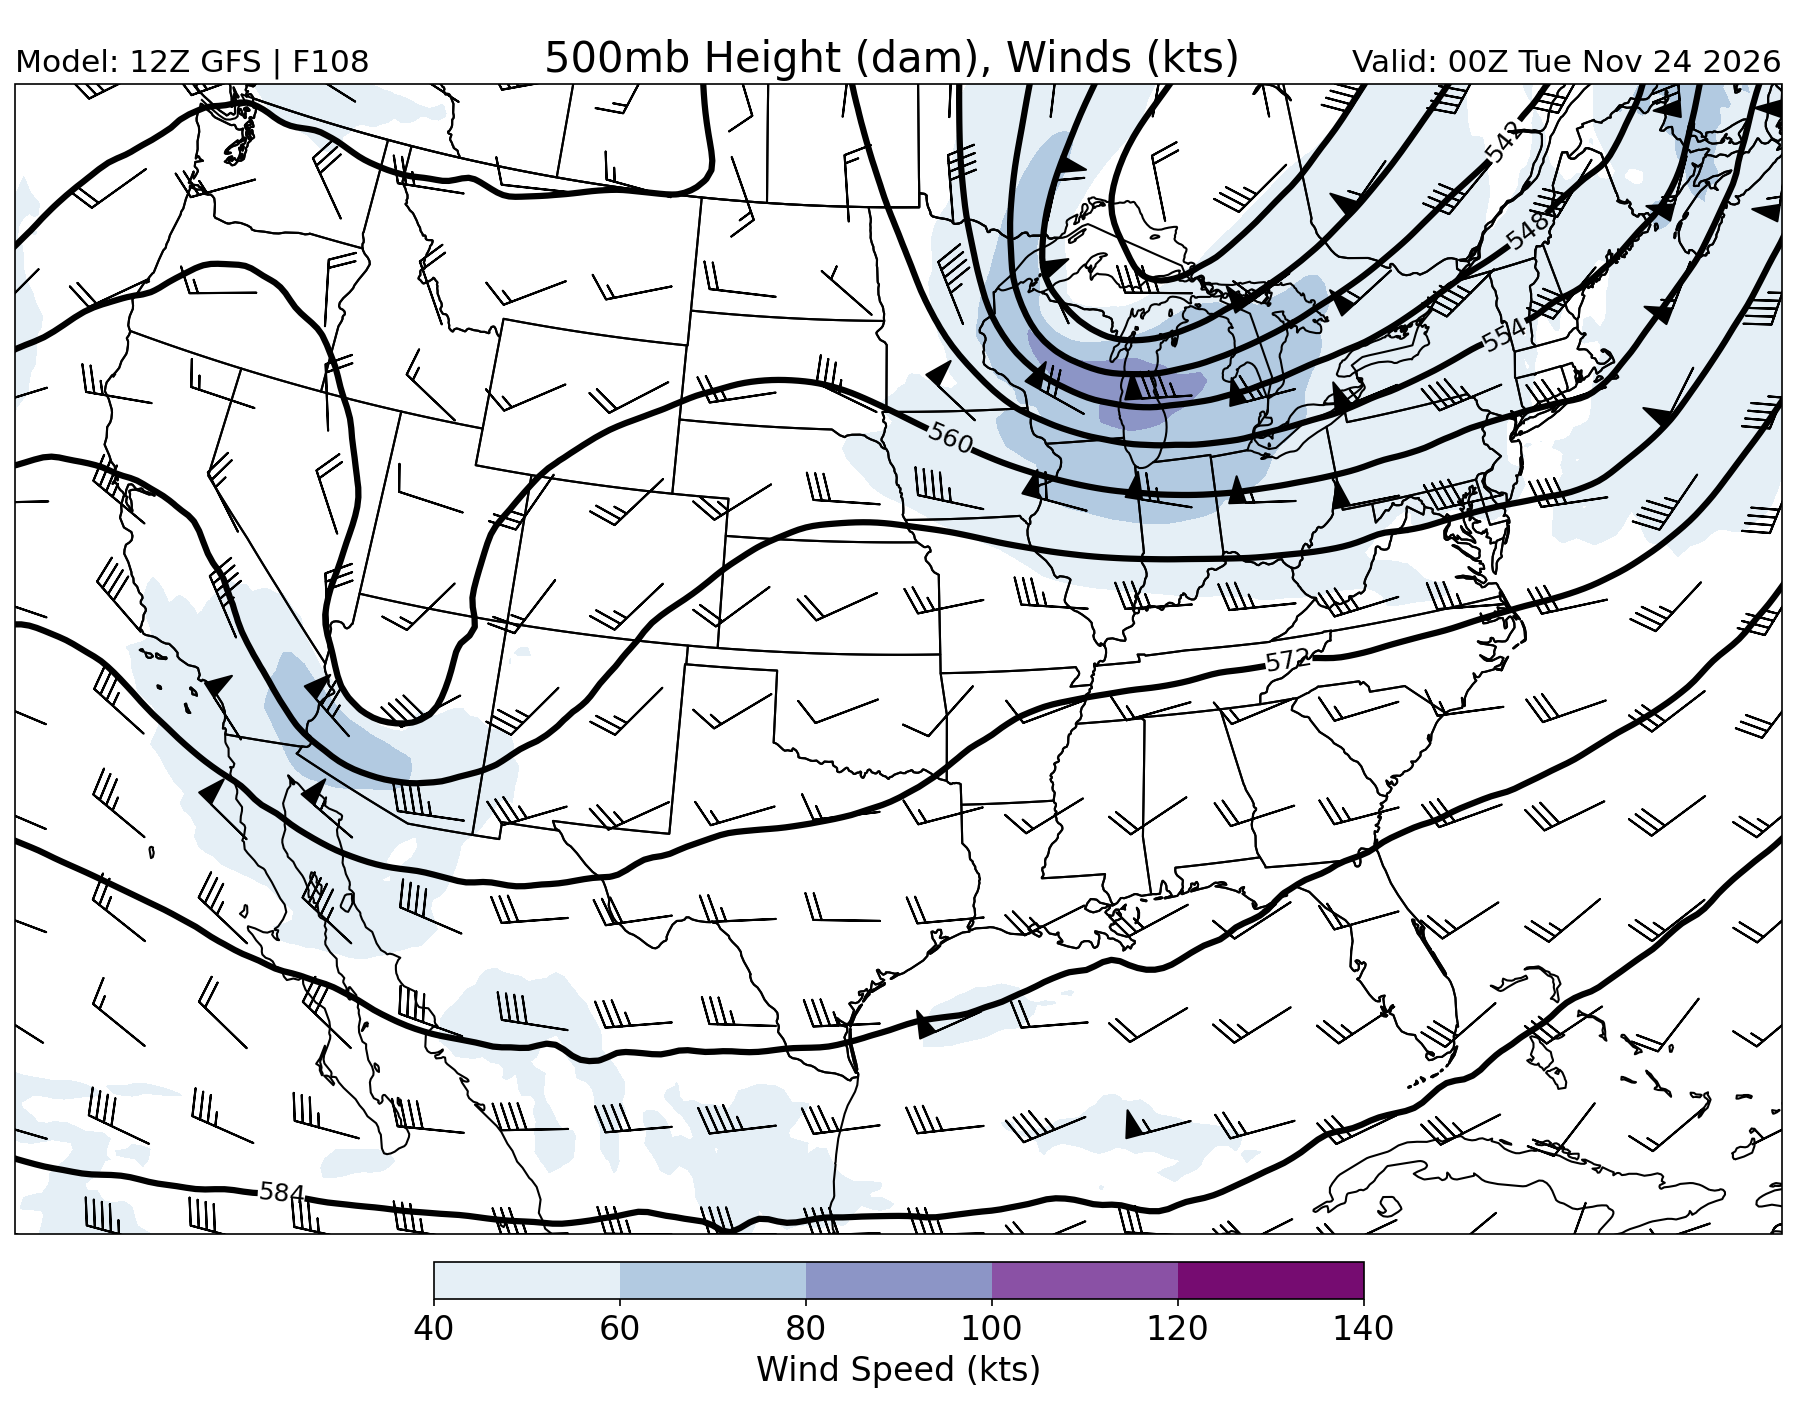 Model: 12Z GFS | F108
500mb Height (dam), Winds (kts)
Valid: 00Z Tue Nov 24 2026
542
548
554
560
572
584
40 60 80 100 120 140
Wind Speed (kts)